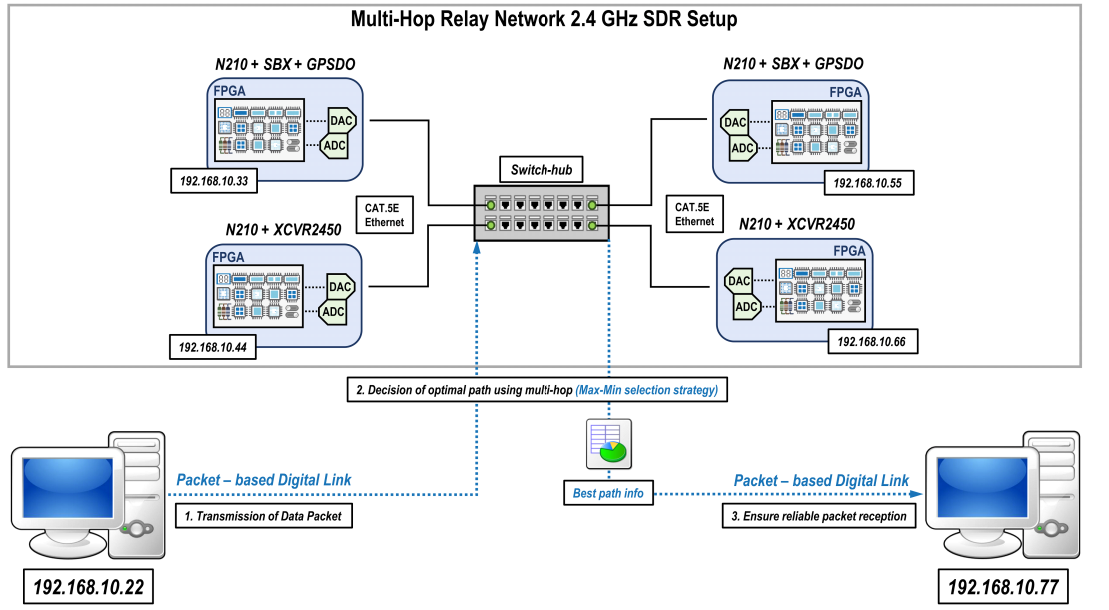 Multi-Hop Relay Network 2.4 GHz SDR Setup
N210 + SBX + GPSDO
FPGA
DAC
ADC
192.168.10.33
N210 + SBX + GPSDO
FPGA
DAC
ADC
192.168.10.55
Switch-hub
CAT.5E
Ethernet
CAT.5E
Ethernet
N210 + XCVR2450
FPGA
DAC
ADC
192.168.10.44
N210 + XCVR2450
FPGA
DAC
ADC
192.168.10.66
2. Decision of optimal path using multi-hop (Max-Min selection strategy)
Packet – based Digital Link
1. Transmission of Data Packet
Best path info
Packet – based Digital Link
3. Ensure reliable packet reception
192.168.10.22
192.168.10.77